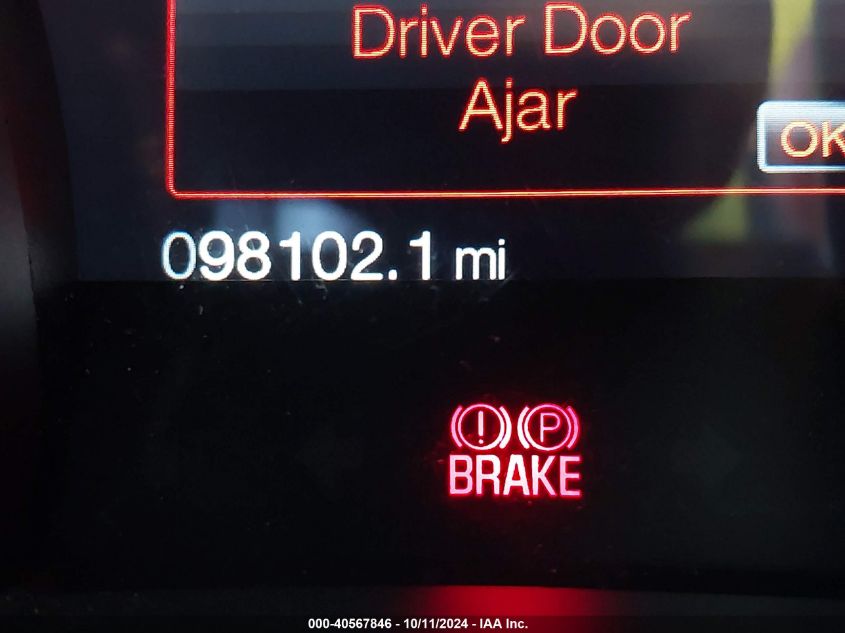 Driver Door
Ajar
OK
098102.1 mi
(!) (P)
BRAKE
000-40567846 - 10/11/2024 - IAA Inc.